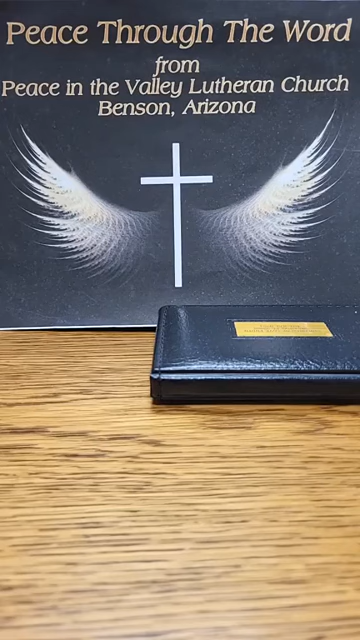 Peace Through The Word
from
Peace in the Valley Lutheran Church
Benson, Arizona